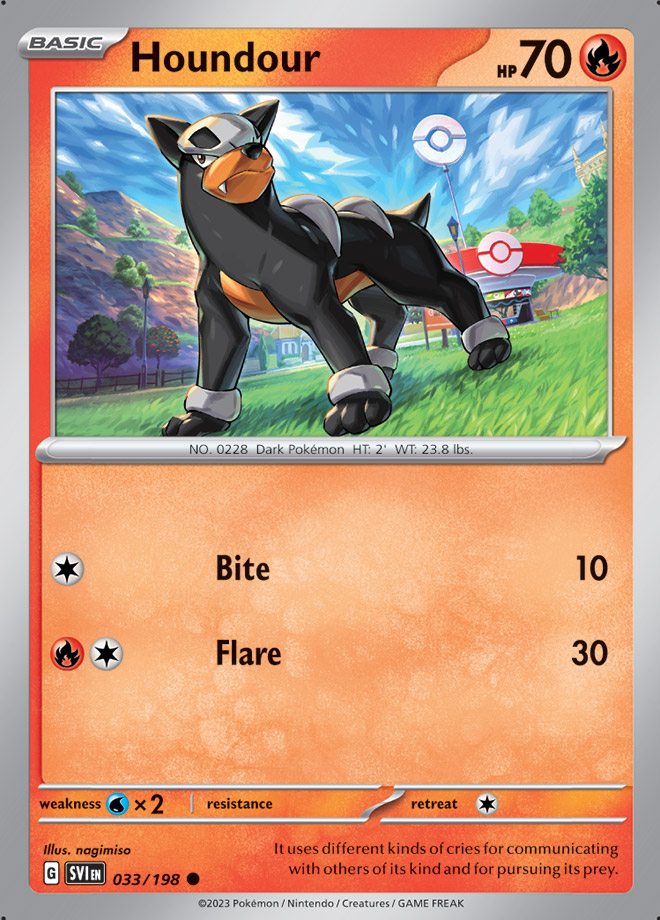 BASIC Houndour HP 70
NO. 0228 Dark Pokémon HT: 2' WT: 23.8 lbs.
Bite 10
Flare 30
weakness ×2 resistance retreat
Illus. nagimiso
It uses different kinds of cries for communicating
with others of its kind and for pursuing its prey.
G SVI EN 033/198
©2023 Pokémon / Nintendo / Creatures / GAME FREAK